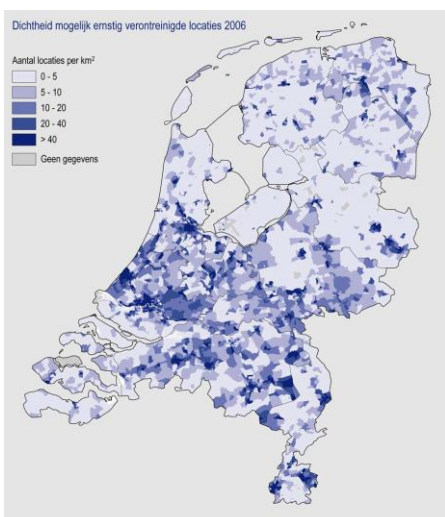 Dichtheid mogelijk ernstig verontreinigde locaties 2006
Aantal locaties per km²
0 - 5
5 - 10
10 - 20
20 - 40
> 40
Geen gegevens